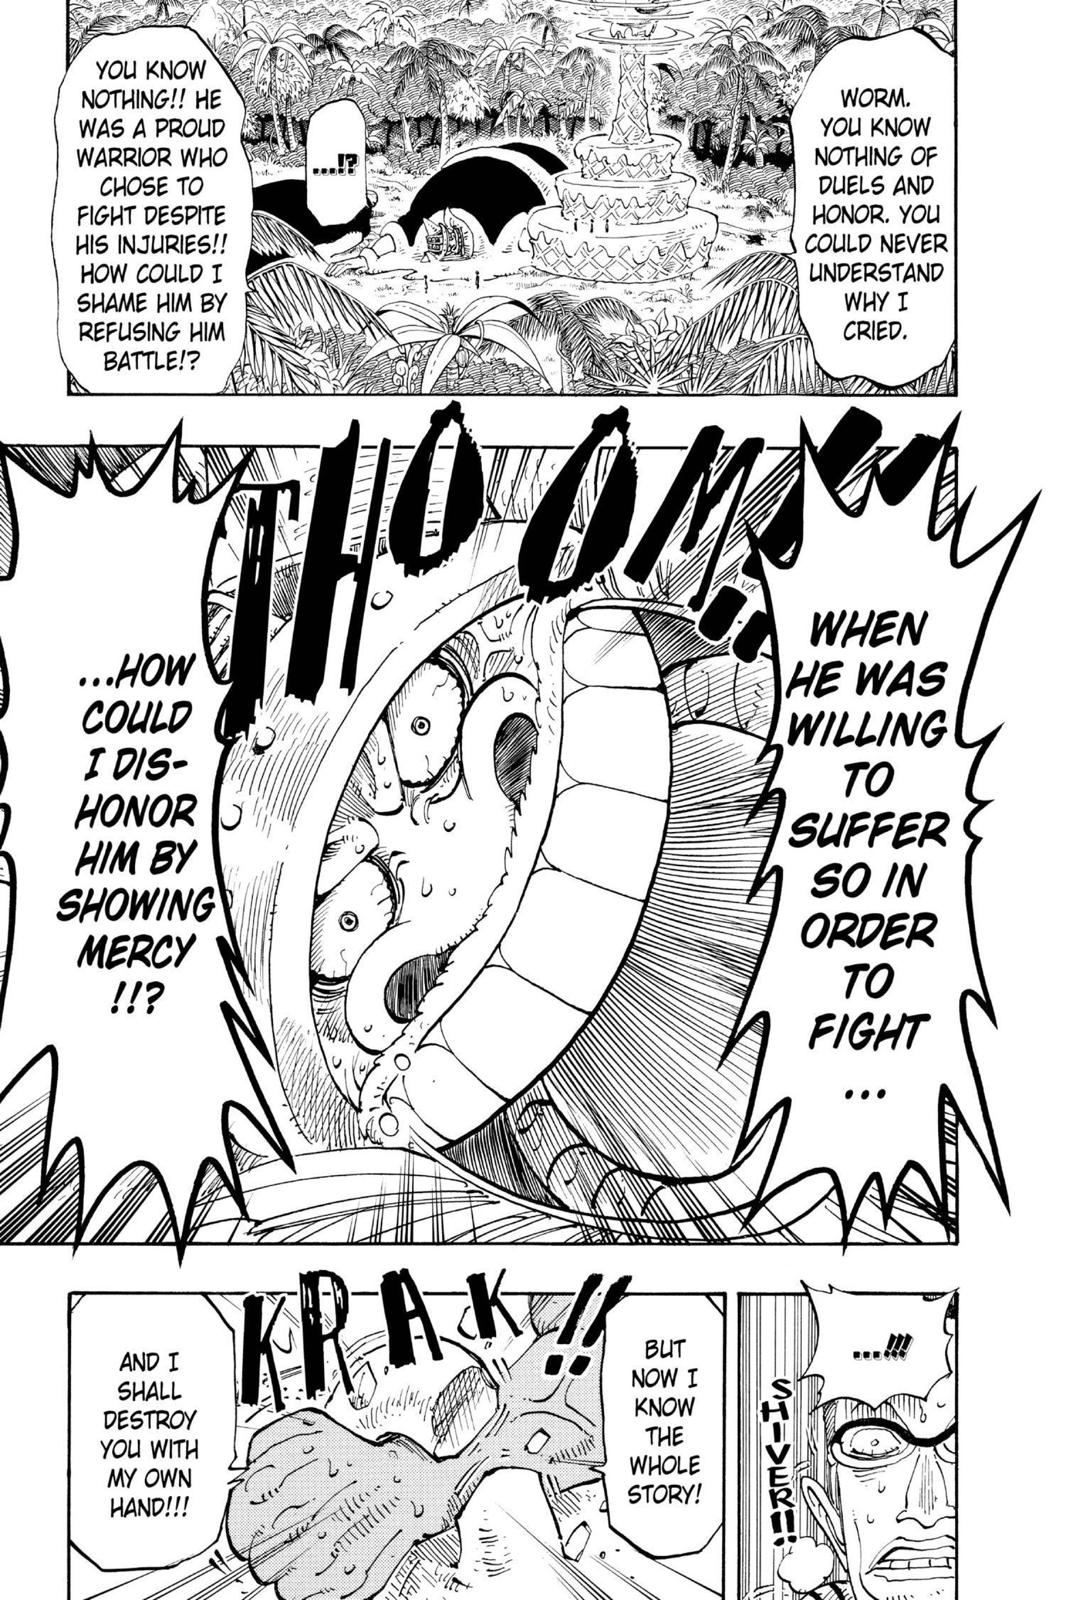 WORM.
YOU KNOW
NOTHING OF
DUELS AND
HONOR. YOU
COULD NEVER
UNDERSTAND
WHY I
CRIED.
...!?
YOU KNOW
NOTHING!! HE
WAS A PROUD
WARRIOR WHO
CHOSE TO
FIGHT DESPITE
HIS INJURIES!!
HOW COULD I
SHAME HIM BY
REFUSING HIM
BATTLE!?
WHEN
HE WAS
WILLING
TO
SUFFER
SO IN
ORDER
TO
FIGHT
...
THOOM!!
...HOW
COULD
I DIS-
HONOR
HIM BY
SHOWING
MERCY
!!?
...!!!
SHIVER!!
BUT
NOW I
KNOW
THE
WHOLE
STORY!
KRAK!!
AND I
SHALL
DESTROY
YOU WITH
MY OWN
HAND!!!